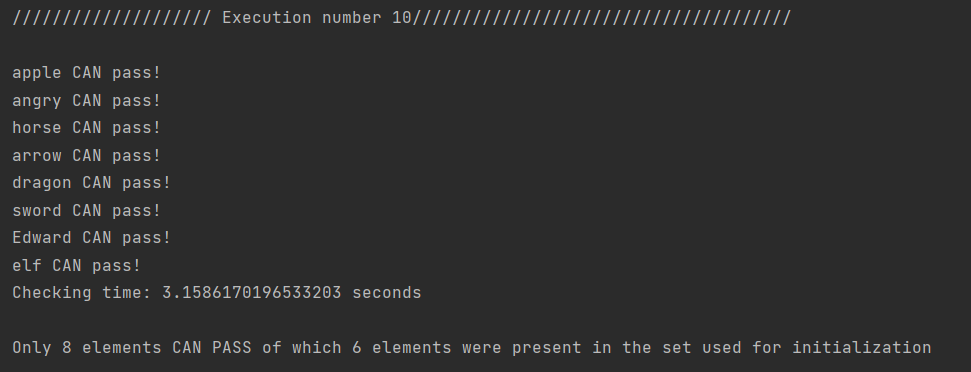 //////////////////// Execution number 10//////////////////////////////////////
apple CAN pass!
angry CAN pass!
horse CAN pass!
arrow CAN pass!
dragon CAN pass!
sword CAN pass!
Edward CAN pass!
elf CAN pass!
Checking time: 3.1586170196533203 seconds
Only 8 elements CAN PASS of which 6 elements were present in the set used for initialization